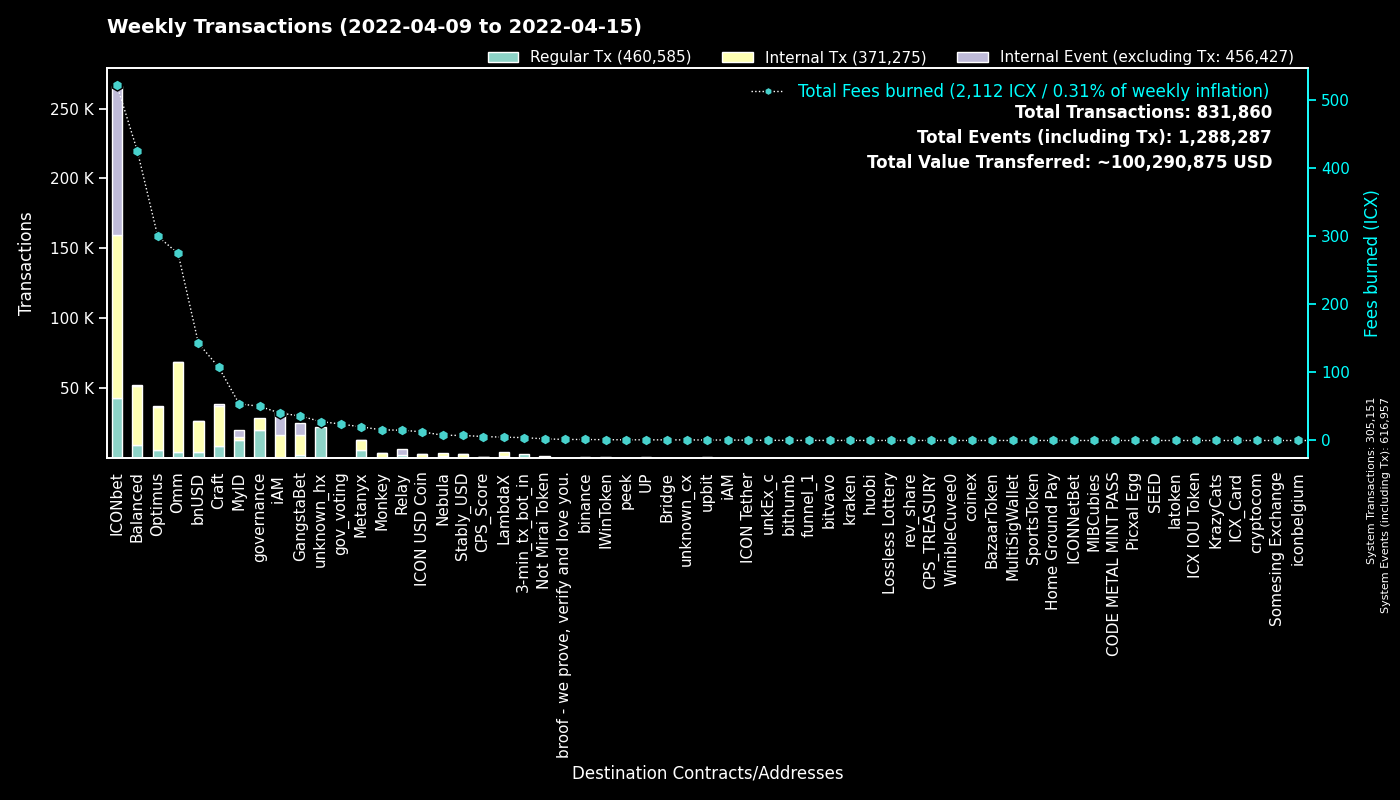 Weekly Transactions (2022-04-09 to 2022-04-15)
Regular Tx (460,585)
Internal Tx (371,275)
Internal Event (excluding Tx: 456,427)
Total Fees burned (2,112 ICX / 0.31% of weekly inflation)
Total Transactions: 831,860
Total Events (including Tx): 1,288,287
Total Value Transferred: ~100,290,875 USD
Transactions
250 K
200 K
150 K
100 K
50 K
500
400
300
200
100
0
Fees burned (ICX)
ICONbet
Balanced
Optimus
Omm
bnUSD
Craft
MyID
governance
iAM
GangstaBet
unknown_hx
gov_voting
Metanyx
Monkey
Relay
ICON USD Coin
Nebula
Stably_USD
CPS_Score
LambdaX
3-min_tx_bot_in
Not Mirai Token
broof - we prove, verify and love you.
binance
IWinToken
peek
UP
Bridge
unknown_cx
upbit
iAM
ICON Tether
unkEx_c
bithumb
funnel_1
bitvavo
kraken
huobi
Lossless Lottery
rev_share
CPS_TREASURY
WinbleCuvee0
coinex
BazaarToken
MultiSigWallet
SportsToken
Home Ground Pay
ICONNetBet
MIBCubies
CODE METAL MINT PASS
Picxal Egg
SEED
latoken
ICX IOU Token
KrazyCats
ICX_Card
cryptocom
Somesing Exchange
iconbelgium
Destination Contracts/Addresses
System Transactions: 305,151
System Events (including Tx): 616,957